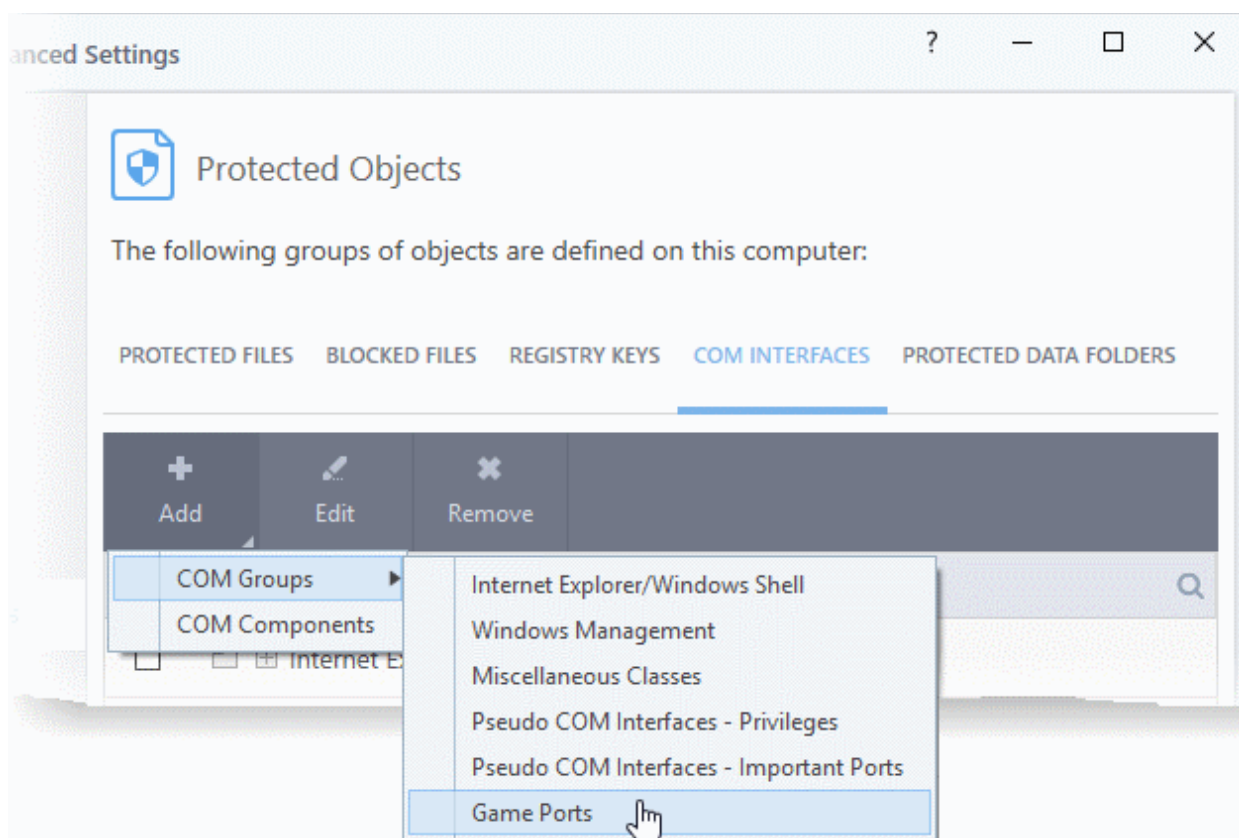 anced Settings
?
Protected Objects
The following groups of objects are defined on this computer:
PROTECTED FILES BLOCKED FILES REGISTRY KEYS COM INTERFACES PROTECTED DATA FOLDERS
Add Edit Remove
COM Groups
COM Components
Internet Ex
Internet Explorer/Windows Shell
Windows Management
Miscellaneous Classes
Pseudo COM Interfaces - Privileges
Pseudo COM Interfaces - Important Ports
Game Ports